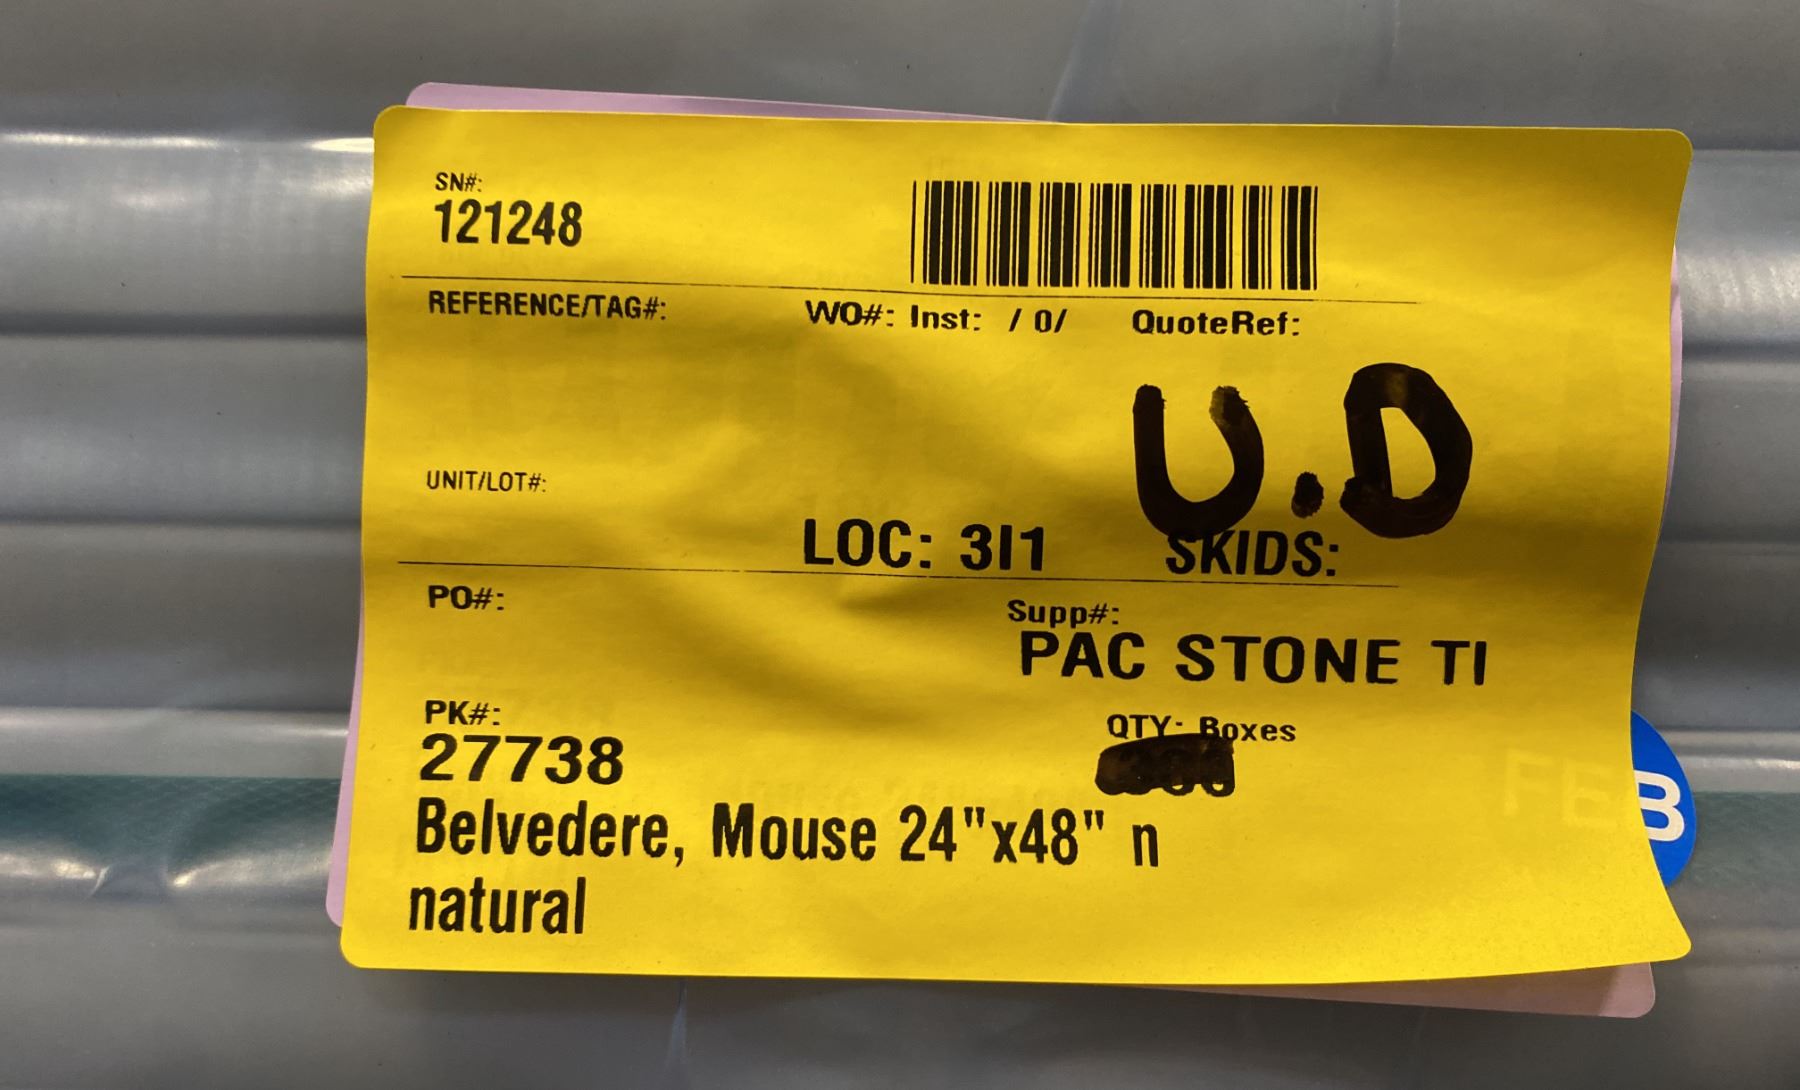 SN#:
121248
REFERENCE/TAG#: WO#: Inst: / 0/ QuoteRef:
U.D
UNIT/LOT#:
LOC: 3I1 SKIDS:
PO#: Supp#:
PAC STONE TI
PK#: QTY: Boxes
27738
Belvedere, Mouse 24"x48" n
natural
FEB